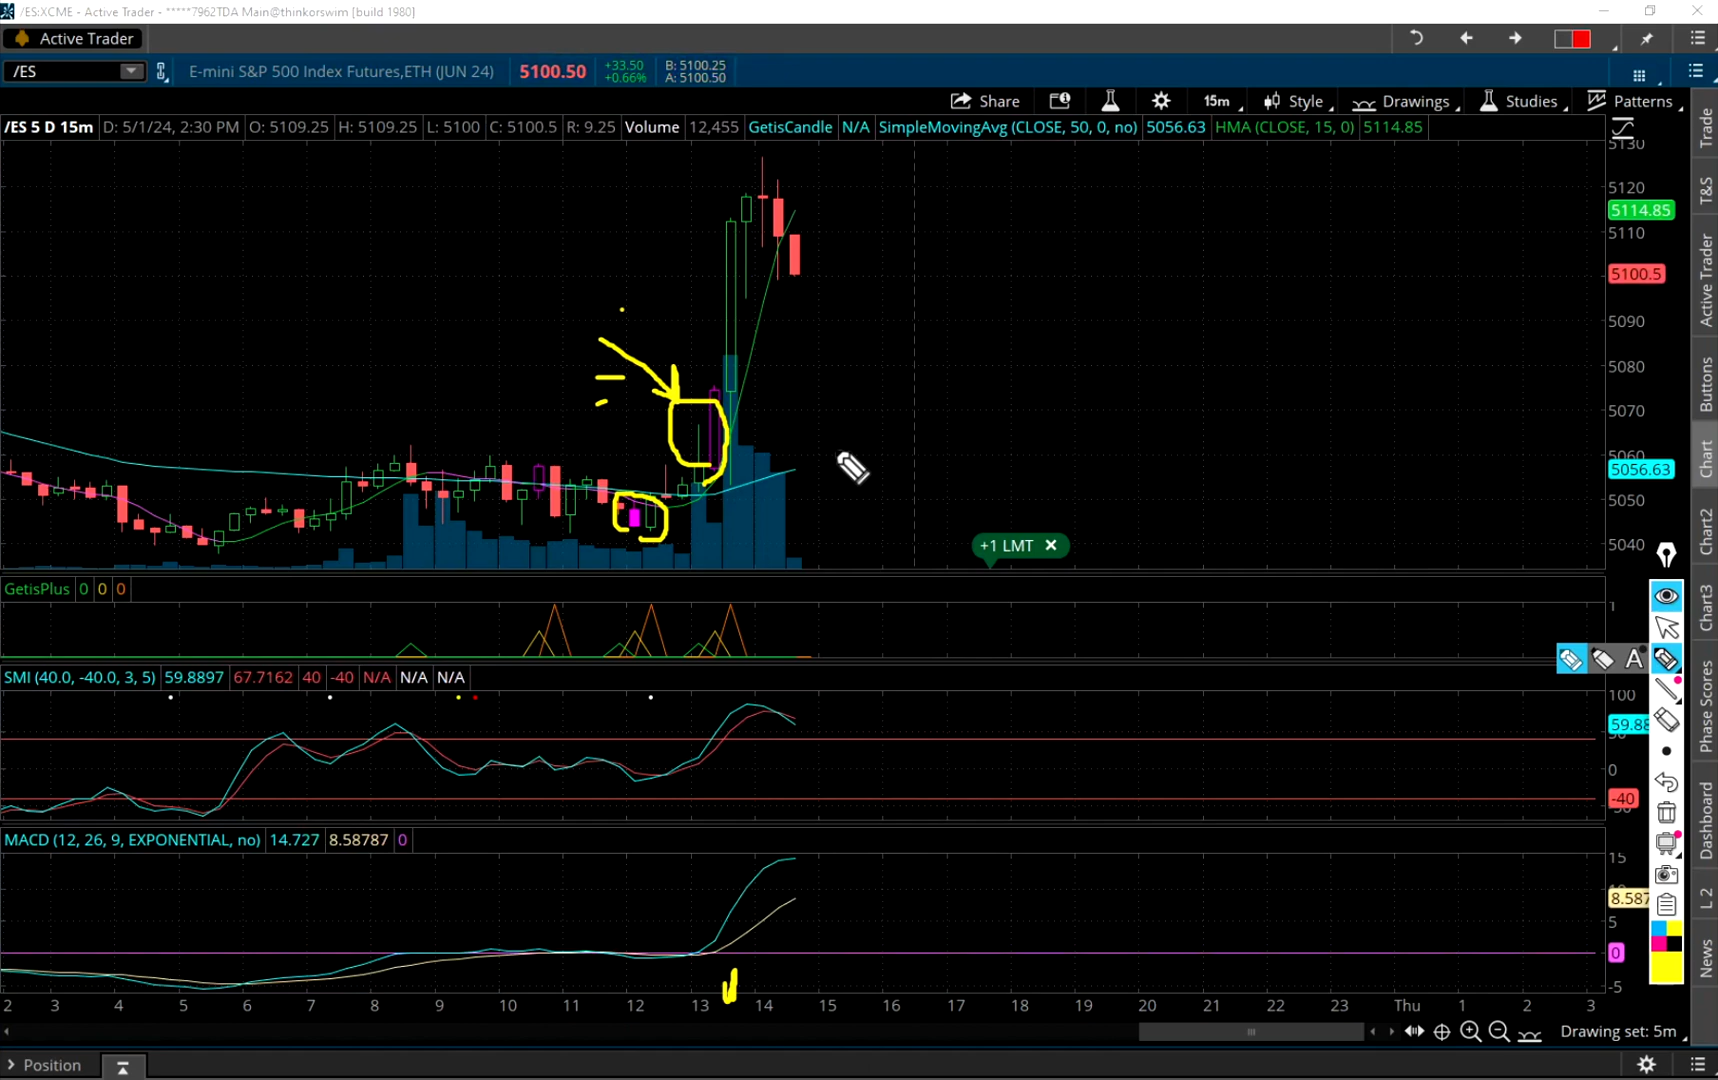 /ES:XCME - Active Trader - *****7962TDA Main@thinkorswim [build 1980]
Active Trader
/ES E-mini S&P 500 Index Futures,ETH (JUN 24) 5100.50 +33.50 +0.66% B: 5100.25 A: 5100.50
Share 15m Style Drawings Studies Patterns
/ES 5 D 15m D: 5/1/24, 2:30 PM O: 5109.25 H: 5109.25 L: 5100 C: 5100.5 R: 9.25 Volume 12,455 GetisCandle N/A SimpleMovingAvg (CLOSE, 50, 0, no) 5056.63 HMA (CLOSE, 15, 0) 5114.85
5130
5120
5114.85
5110
5100.5
5090
5080
5070
5060
5056.63
5050
5040
+1 LMT
GetisPlus 0 0 0
1
SMI (40.0, -40.0, 3, 5) 59.8897 67.7162 40 -40 N/A N/A N/A
100
59.88
0
-40
MACD (12, 26, 9, EXPONENTIAL, no) 14.727 8.58787 0
15
8.587
5
0
-5
2 3 4 5 6 7 8 9 10 11 12 13 14 15 16 17 18 19 20 21 22 23 Thu 1 2 3
Drawing set: 5m
Position
Trade
T&S
Active Trader
Buttons
Chart
Chart2
Chart3
Phase Scores
Dashboard
L 2
News
A